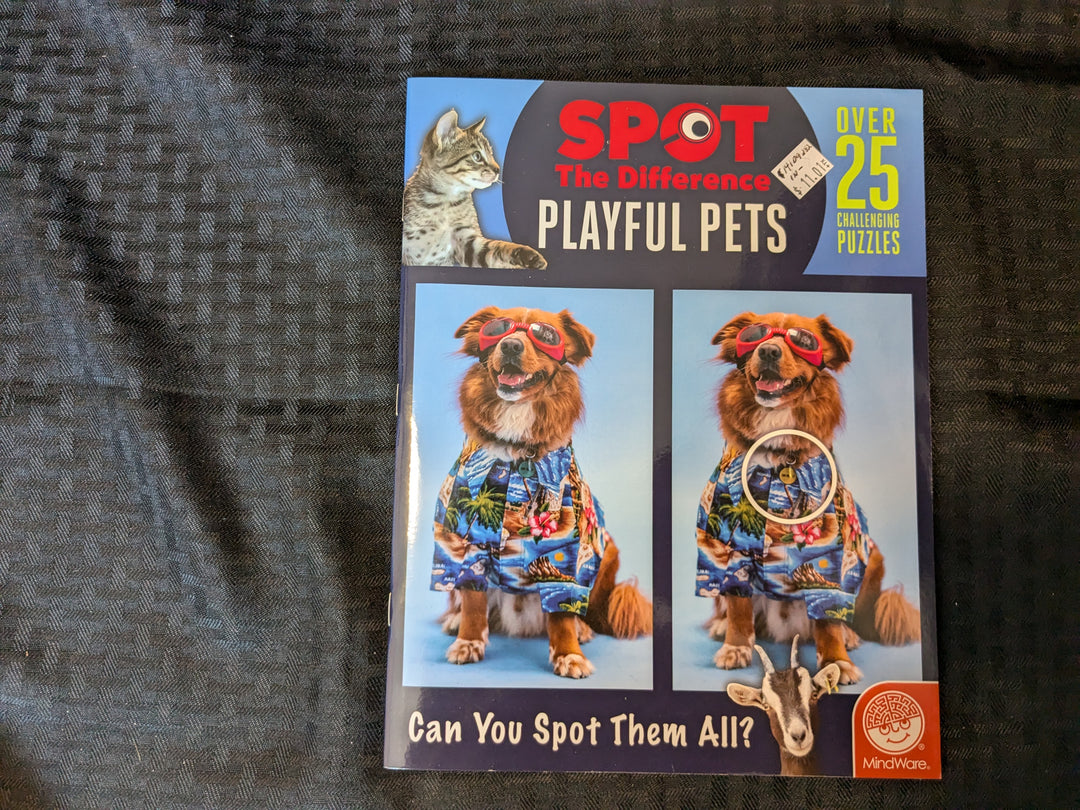 SPOT
The Difference
PLAYFUL PETS
OVER
25
CHALLENGING
PUZZLES
$ 11.01
Can You Spot Them All?
MindWare®